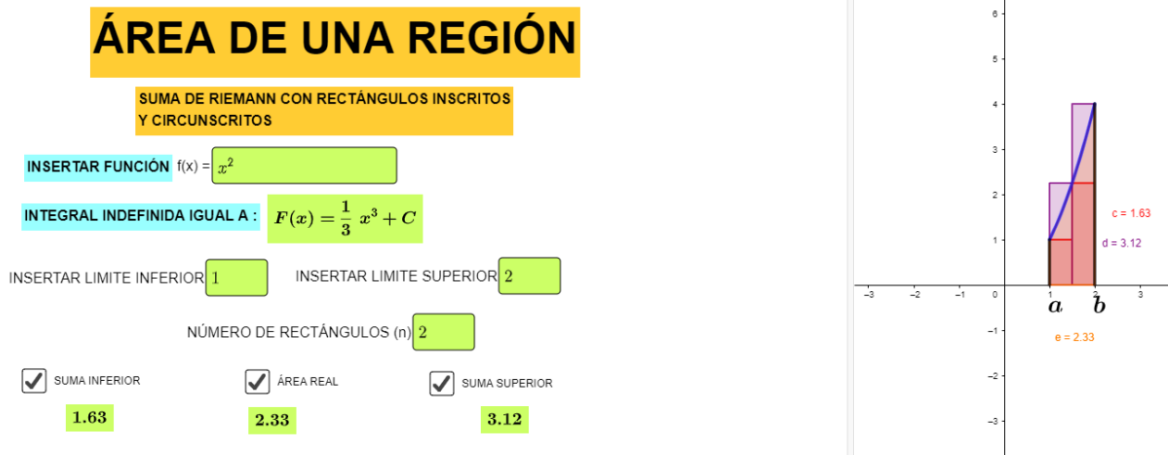 ÁREA DE UNA REGIÓN
SUMA DE RIEMANN CON RECTÁNGULOS INSCRITOS
Y CIRCUNSCRITOS
INSERTAR FUNCIÓN f(x) = x²
INTEGRAL INDEFINIDA IGUAL A : F(x) = 1/3 x³ + C
INSERTAR LIMITE INFERIOR 1 INSERTAR LIMITE SUPERIOR 2
NÚMERO DE RECTÁNGULOS (n) 2
SUMA INFERIOR ÁREA REAL SUMA SUPERIOR
1.63 2.33 3.12
6
5
4
3
2
c = 1.63
1
d = 3.12
–3 –2 –1 0 1 2 3
a b
–1
e = 2.33
–2
–3